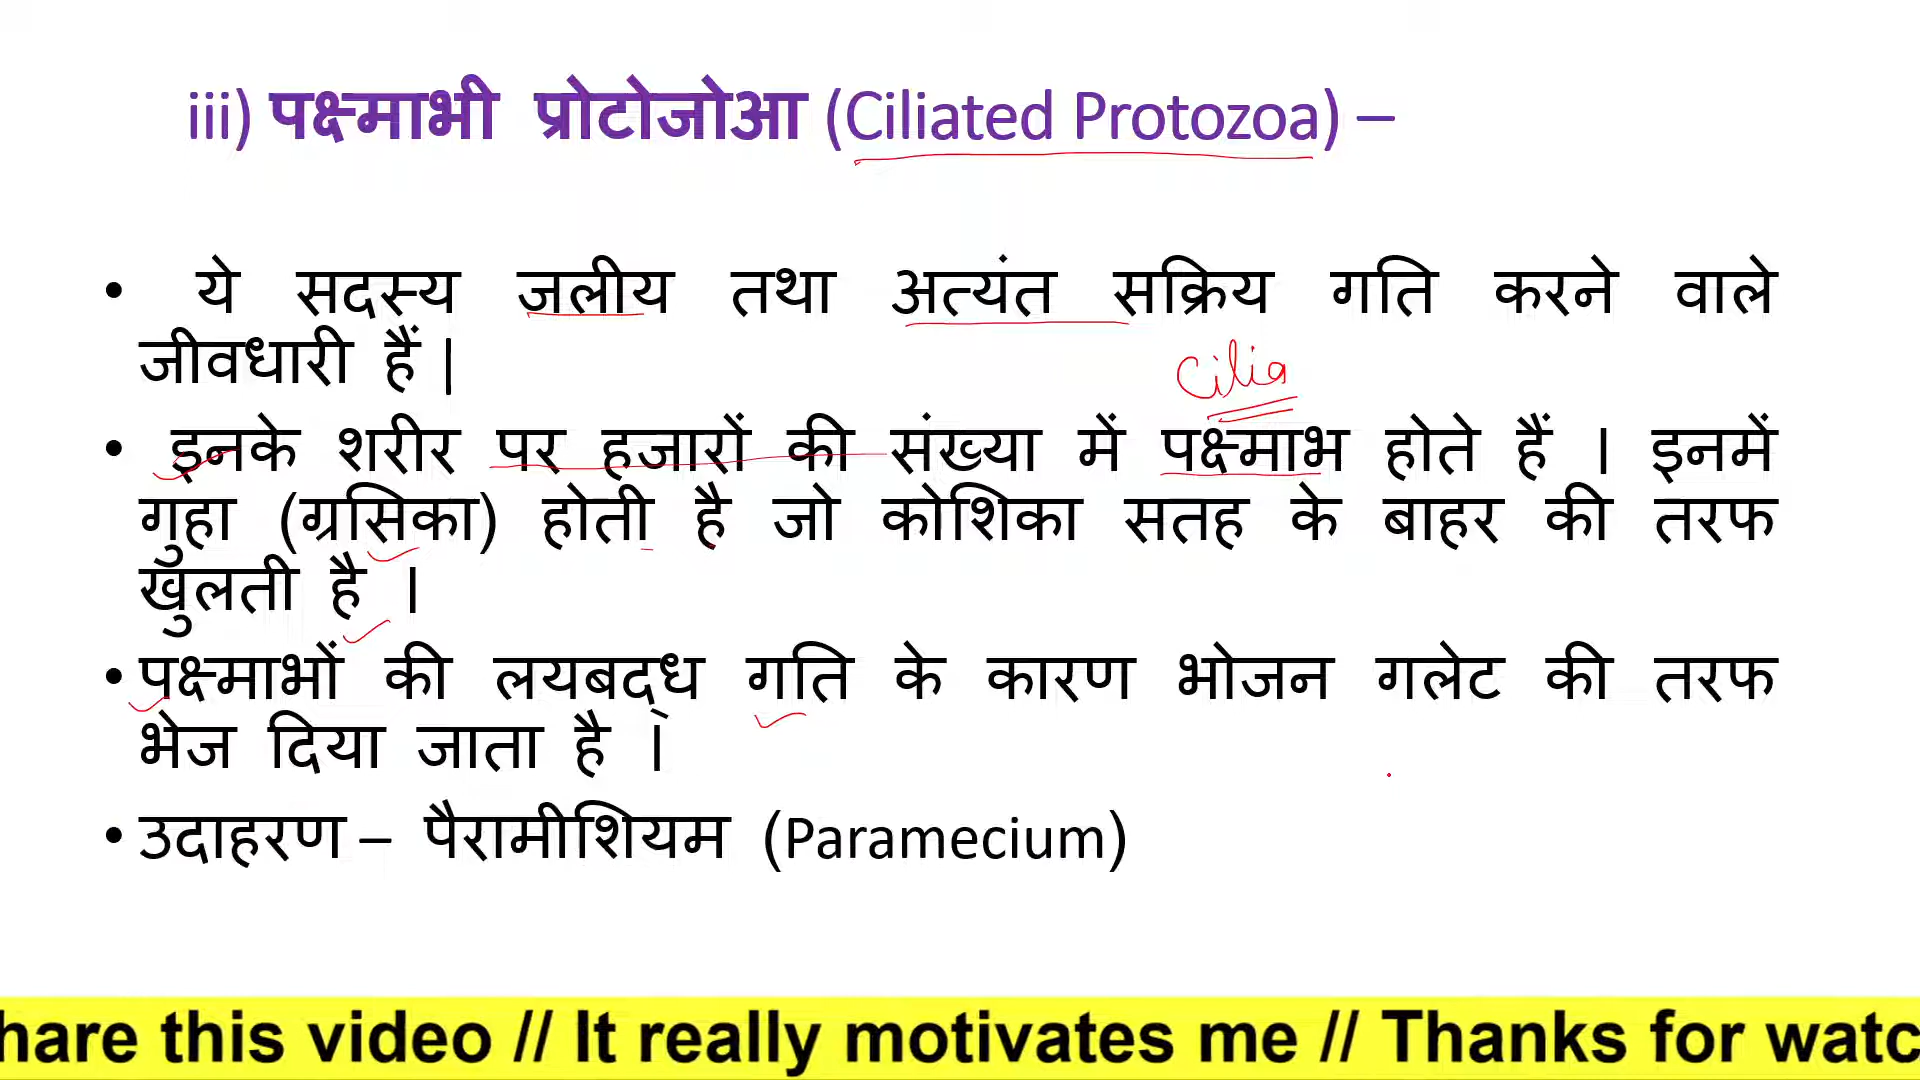 iii) पक्ष्माभी प्रोटोजोआ (Ciliated Protozoa) –
• ये सदस्य जलीय तथा अत्यंत सक्रिय गति करने वाले
जीवधारी हैं |
Cilia
• इनके शरीर पर हजारों की संख्या में पक्ष्माभ होते हैं । इनमें
गुहा (ग्रसिका) होती है जो कोशिका सतह के बाहर की तरफ
खुलती है ।
• पक्ष्माभों की लयबद्ध गति के कारण भोजन गलेट की तरफ
भेज दिया जाता है ।
• उदाहरण – पैरामीशियम (Paramecium)
hare this video // It really motivates me // Thanks for watc